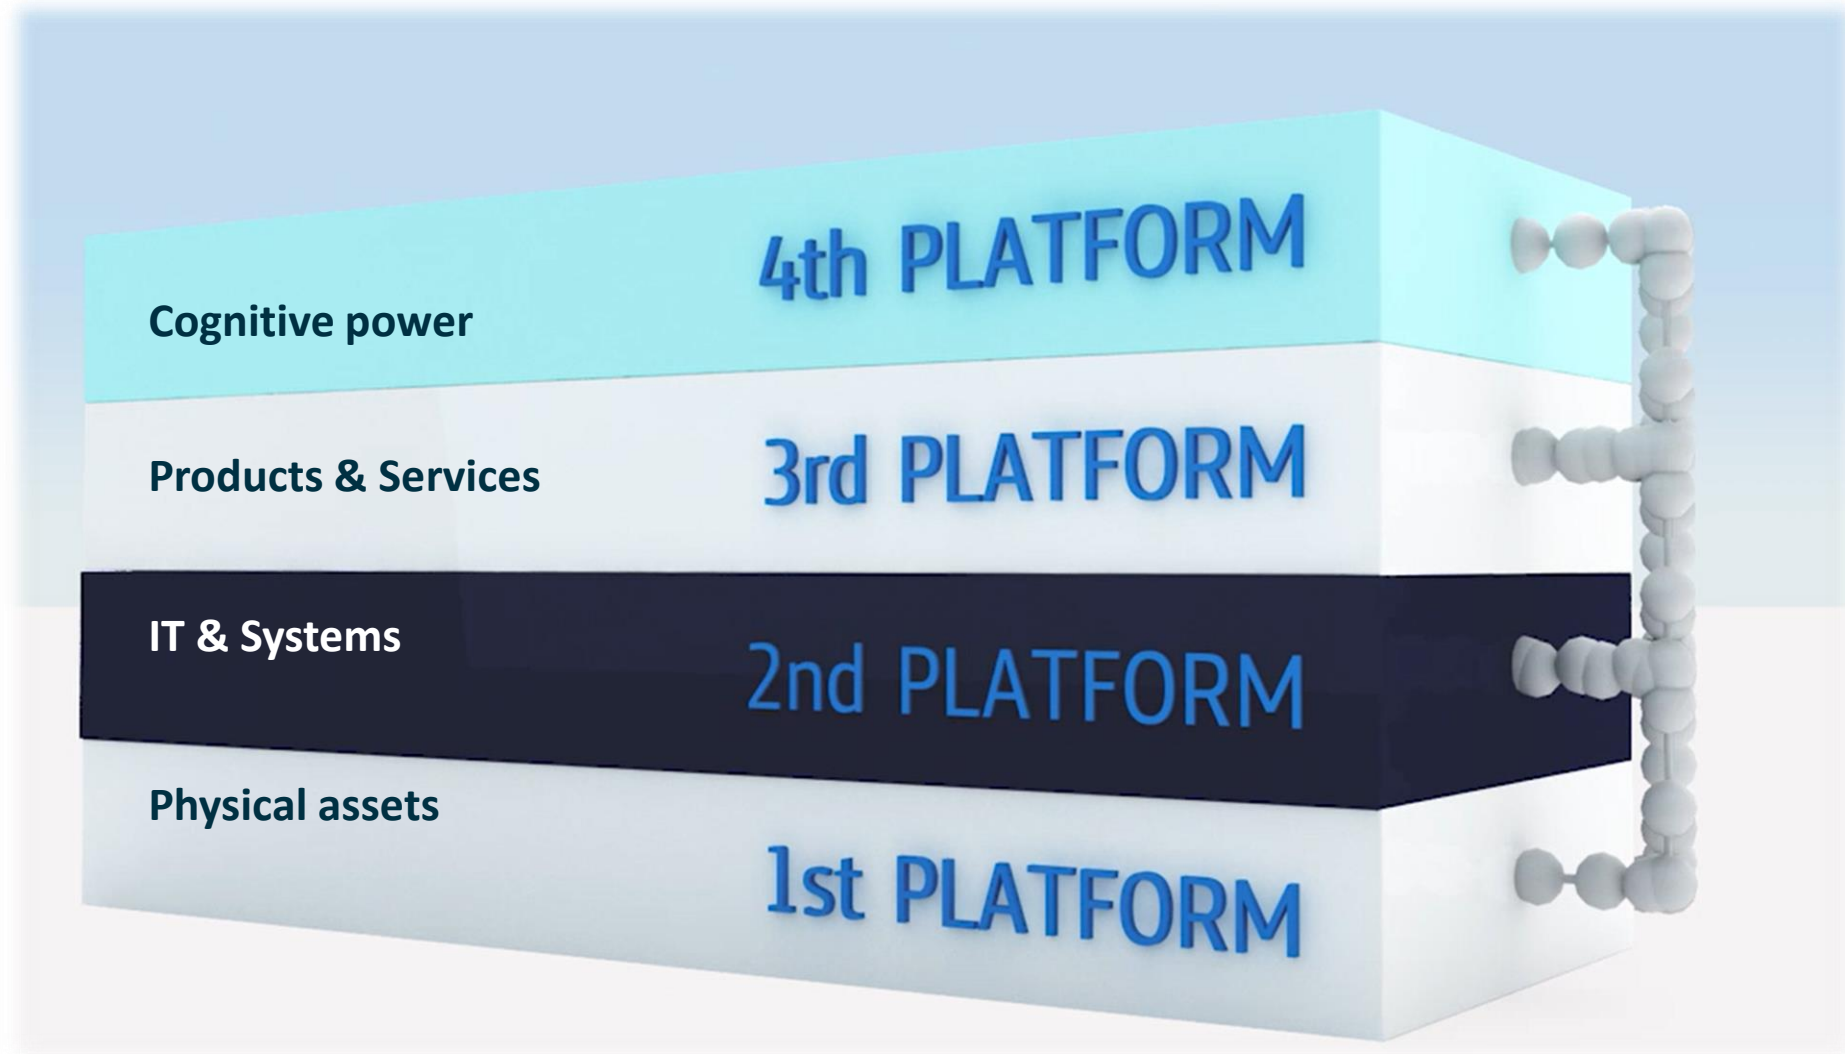 4th PLATFORM
Cognitive power
3rd PLATFORM
Products & Services
IT & Systems
2nd PLATFORM
Physical assets
1st PLATFORM